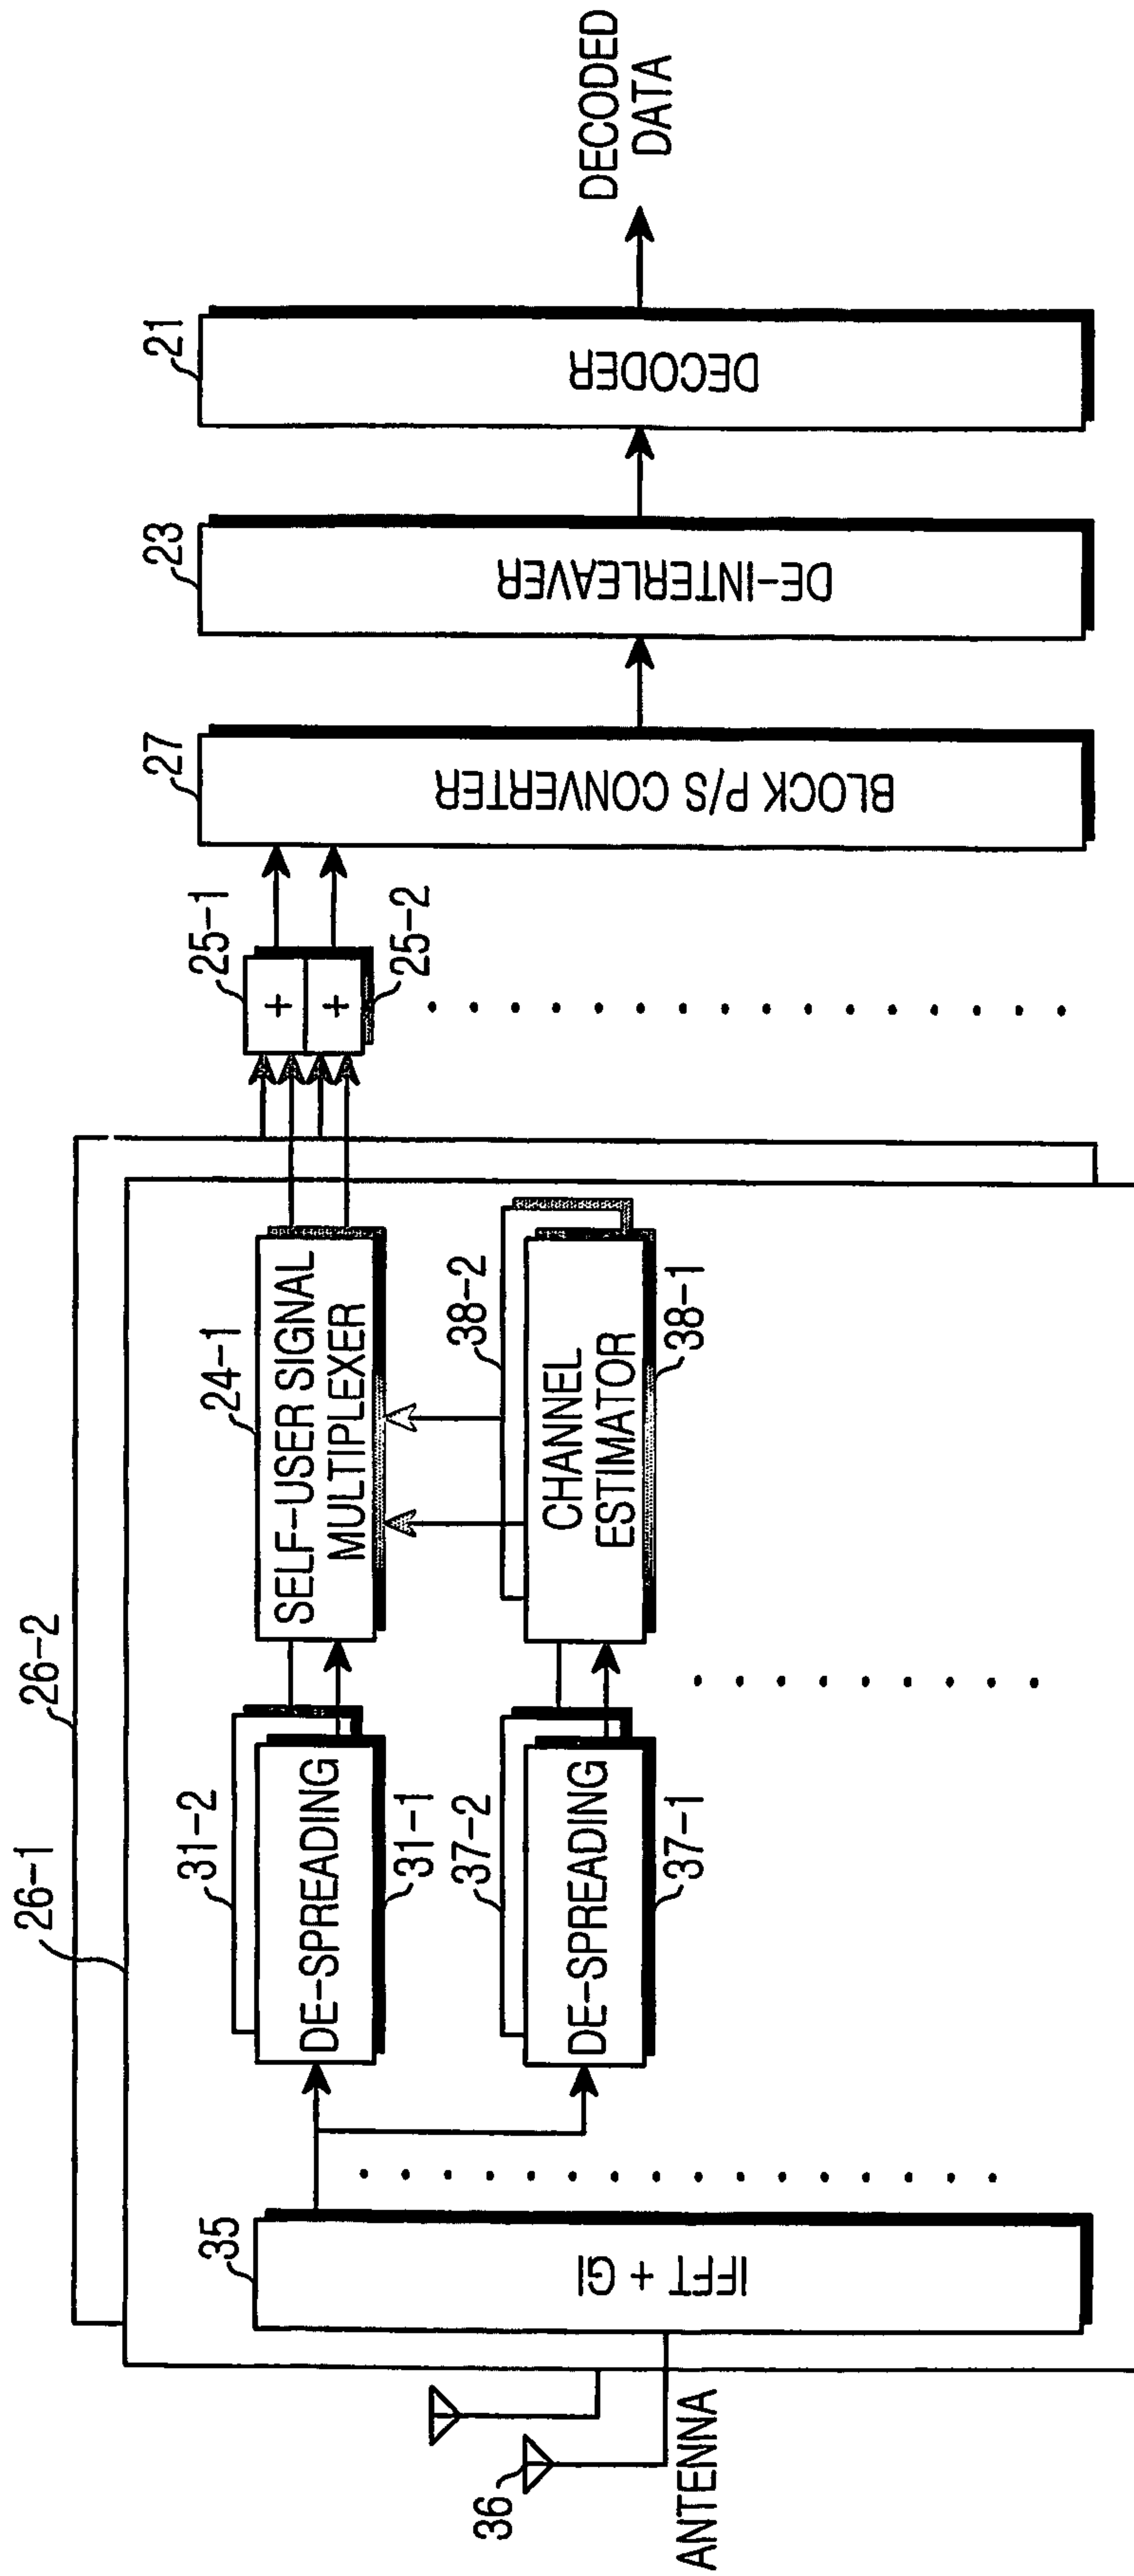 26-1
26-2
36
ANTENNA
35
IFFT + GI
31-2
DE-SPREADING
31-1
37-2
DE-SPREADING
37-1
24-1
SELF-USER SIGNAL
MULTIPLEXER
38-2
CHANNEL
ESTIMATOR
38-1
25-1
+
+
25-2
27
BLOCK P/S CONVERTER
23
DE-INTERLEAVER
21
DECODER
DECODED
DATA